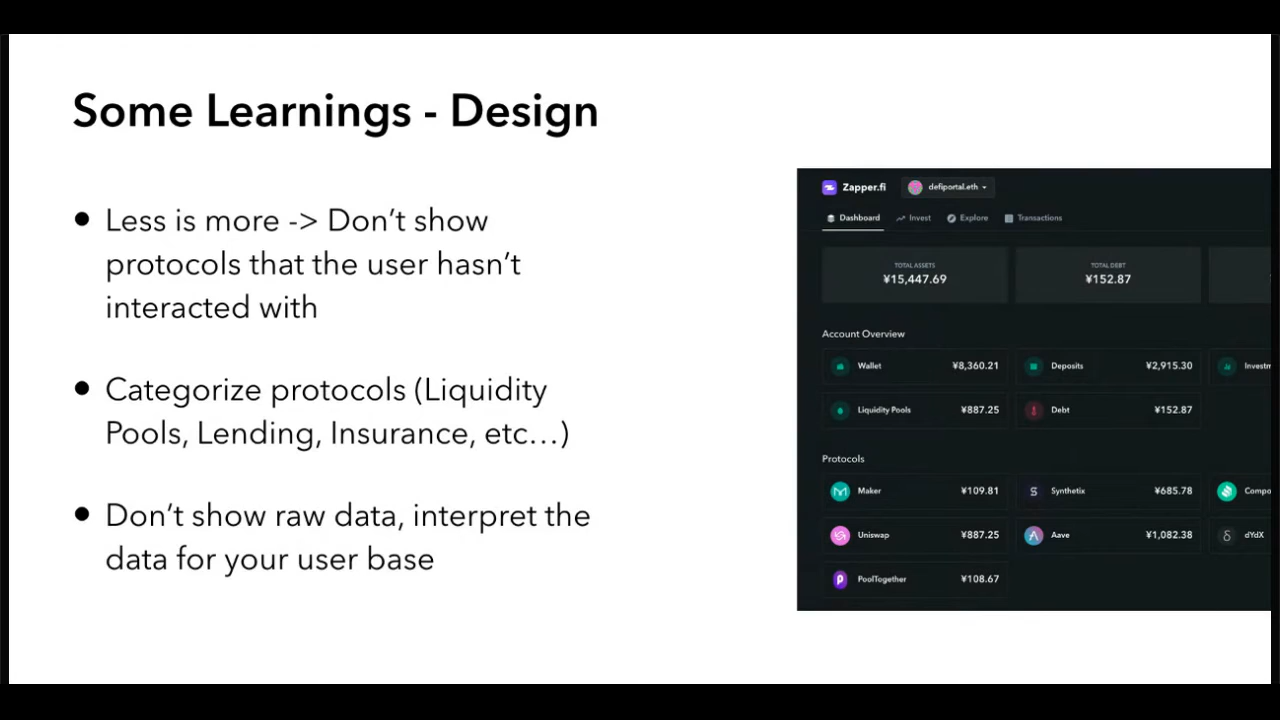 Some Learnings - Design
• Less is more -> Don’t show
protocols that the user hasn’t
interacted with
• Categorize protocols (Liquidity
Pools, Lending, Insurance, etc…)
• Don’t show raw data, interpret the
data for your user base
Zapper.fi defiportal.eth
Dashboard Invest Explore Transactions
TOTAL ASSETS TOTAL DEBT
¥15,447.69 ¥152.87
Account Overview
Wallet ¥8,360.21 Deposits ¥2,915.30 Investm
Liquidity Pools ¥887.25 Debt ¥152.87
Protocols
Maker ¥109.81 Synthetix ¥685.78 Compo
Uniswap ¥887.25 Aave ¥1,082.38 dYdX
PoolTogether ¥108.67